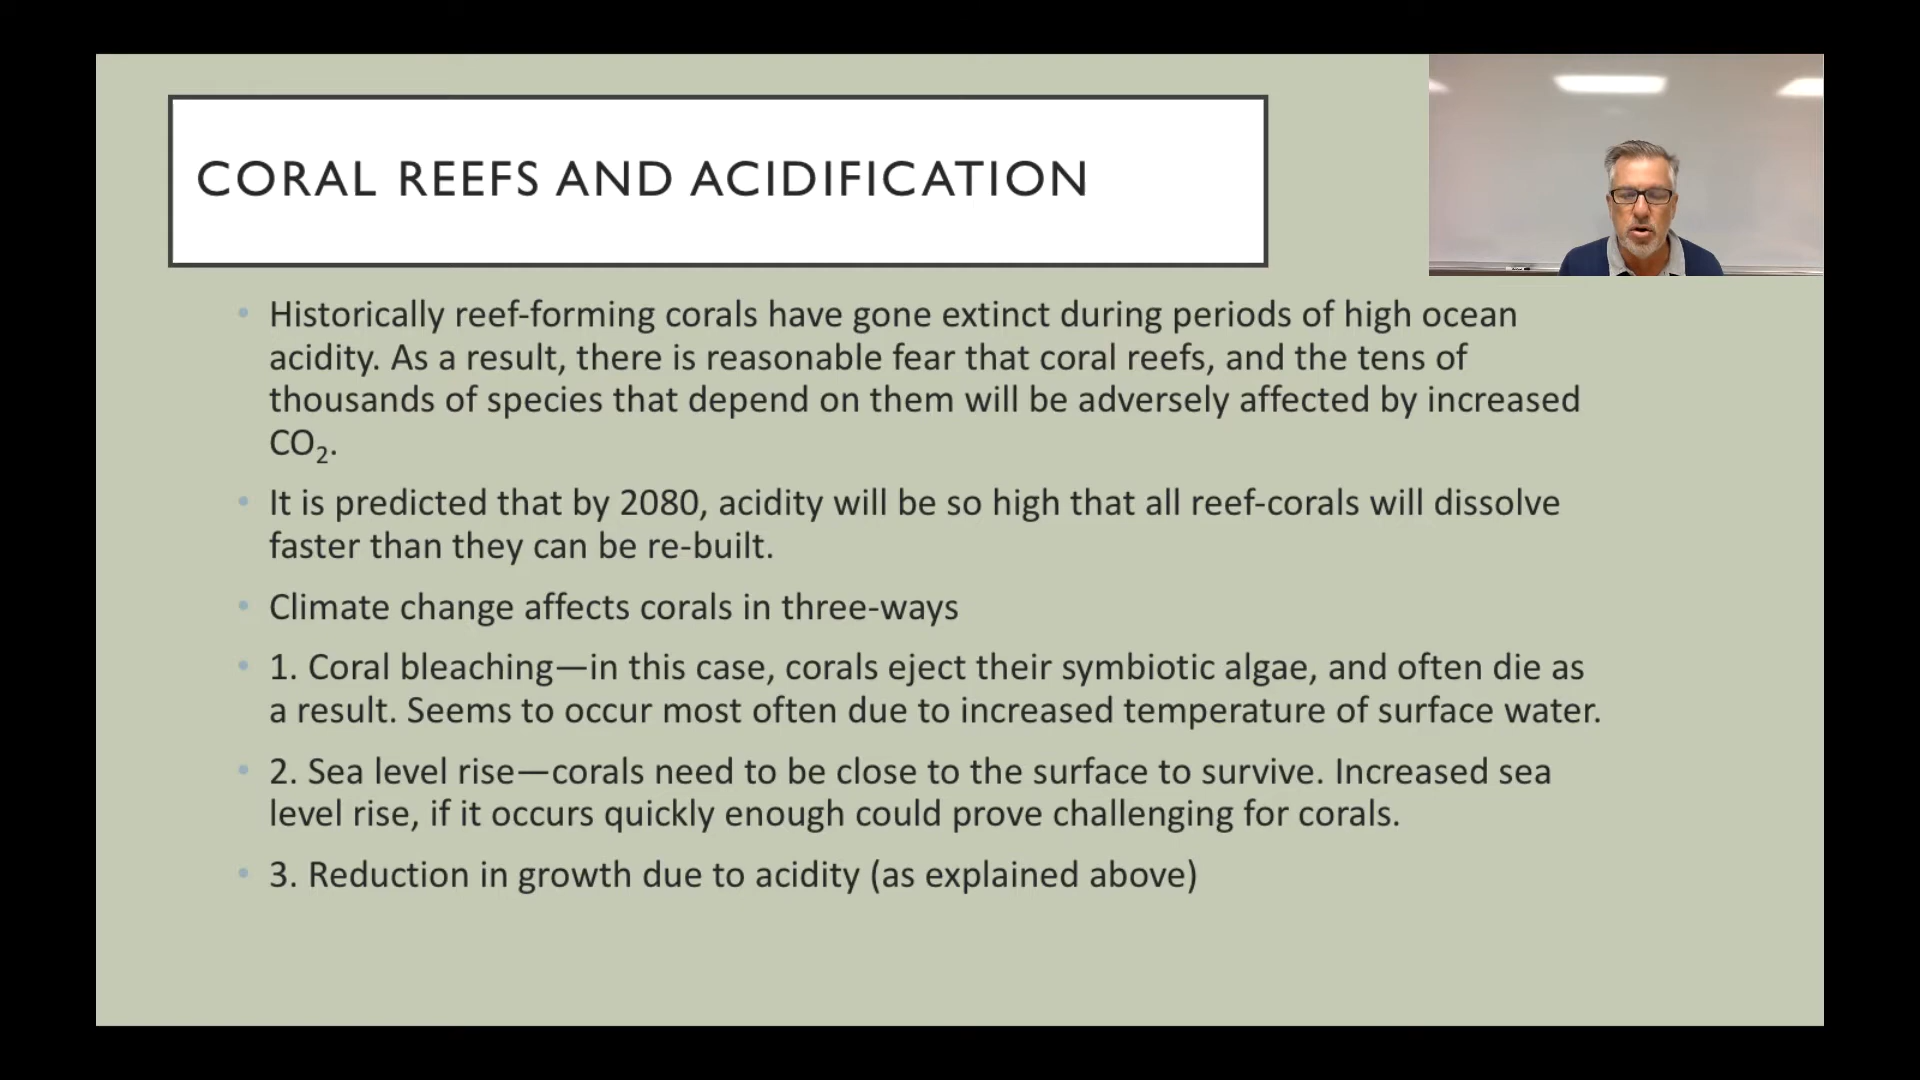 CORAL REEFS AND ACIDIFICATION
• Historically reef-forming corals have gone extinct during periods of high ocean
acidity. As a result, there is reasonable fear that coral reefs, and the tens of
thousands of species that depend on them will be adversely affected by increased
CO₂.
• It is predicted that by 2080, acidity will be so high that all reef-corals will dissolve
faster than they can be re-built.
• Climate change affects corals in three-ways
• 1. Coral bleaching—in this case, corals eject their symbiotic algae, and often die as
a result. Seems to occur most often due to increased temperature of surface water.
• 2. Sea level rise—corals need to be close to the surface to survive. Increased sea
level rise, if it occurs quickly enough could prove challenging for corals.
• 3. Reduction in growth due to acidity (as explained above)